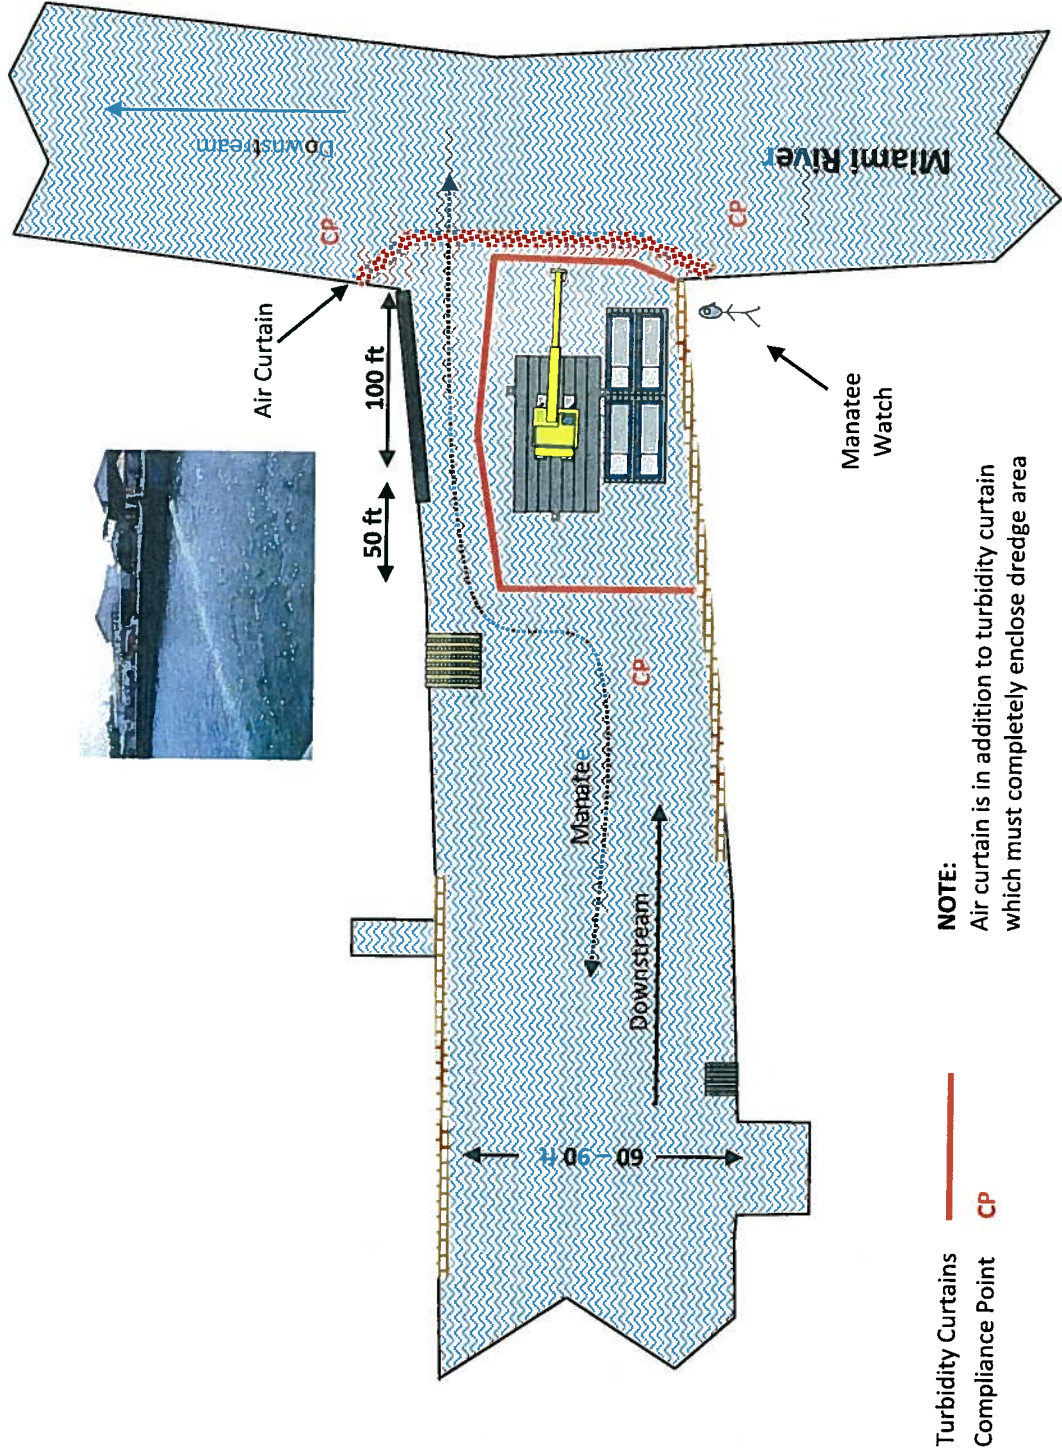 Downstream
Miami River
CP
CP
Air Curtain
100 ft
50 ft
Manatee
Watch
CP
Manatee
Downstream
60 – 90 ft
NOTE:
Air curtain is in addition to turbidity curtain
which must completely enclose dredge area
Turbidity Curtains
Compliance Point CP